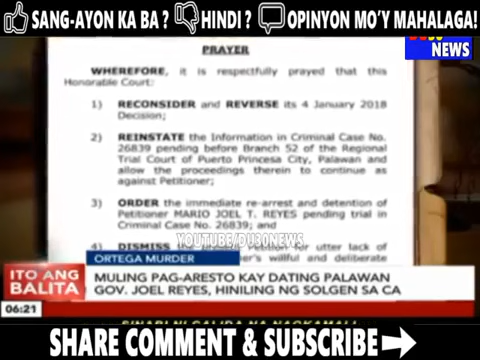 SANG-AYON KA BA? HINDI? OPINYON MO'Y MAHALAGA!
DU30
NEWS
PRAYER
WHEREFORE, it is respectfully prayed that this
Honorable Court:
1) RECONSIDER and REVERSE its 4 January 2018
Decision;
2) REINSTATE the Information in Criminal Case No.
26839 pending before Branch 52 of the Regional
Trial Court of Puerto Princesa City, Palawan and
allow the proceedings therein to continue as
against Petitioner;
3) ORDER the immediate re-arrest and detention of
Petitioner MARIO JOEL T. REYES pending trial in
Criminal Case No. 26839; and
4) DISMISS the Petition for utter lack of
YOUTUBE/DU30NEWS
willful and deliberate
ORTEGA MURDER
ITO ANG
BALITA
MULING PAG-ARESTO KAY DATING PALAWAN
GOV. JOEL REYES, HINILING NG SOLGEN SA CA
06:21
SHARE COMMENT & SUBSCRIBE